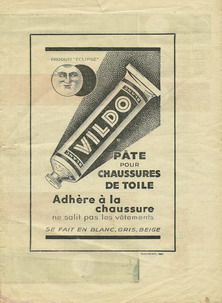 PRODUIT "ECLIPSE"
VILDO
PÂTE
POUR
CHAUSSURES
DE TOILE
Adhère à la
chaussure
ne salit pas les vêtements
SE FAIT EN BLANC, GRIS, BEIGE